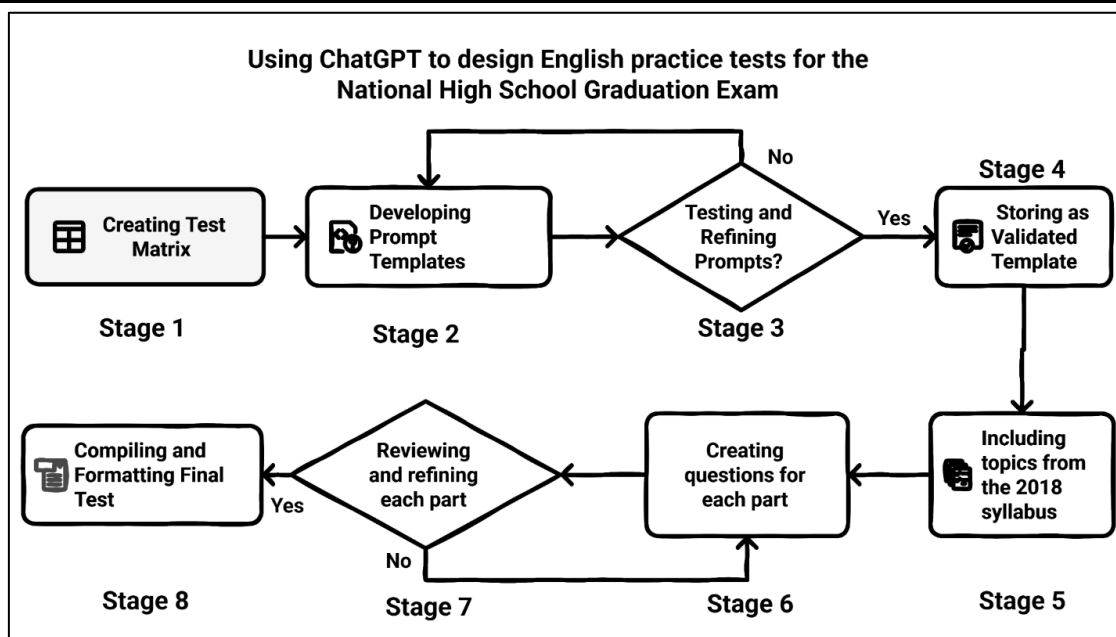 Using ChatGPT to design English practice tests for the
National High School Graduation Exam
Creating Test
Matrix
Stage 1
Developing
Prompt
Templates
Stage 2
No
Testing and
Refining
Prompts?
Stage 3
Yes
Stage 4
Storing as
Validated
Template
Including
topics from
the 2018
syllabus
Stage 5
Creating
questions for
each part
Stage 6
Reviewing
and refining
each part
No
Stage 7
Yes
Compiling and
Formatting Final
Test
Stage 8